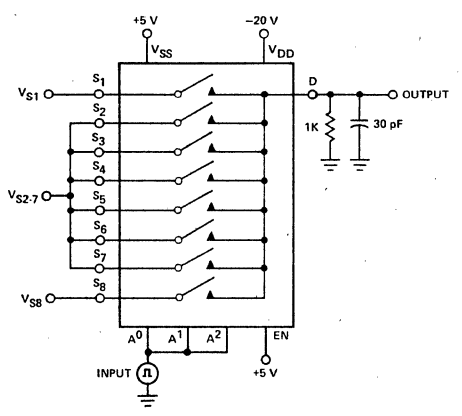 +5 V
−20 V
VSS
VDD
VS1
S1
D
OUTPUT
S2
1K
30 pF
S3
S4
VS2-7
S5
S6
S7
VS8
S8
A0
A1
A2
EN
INPUT
+5 V